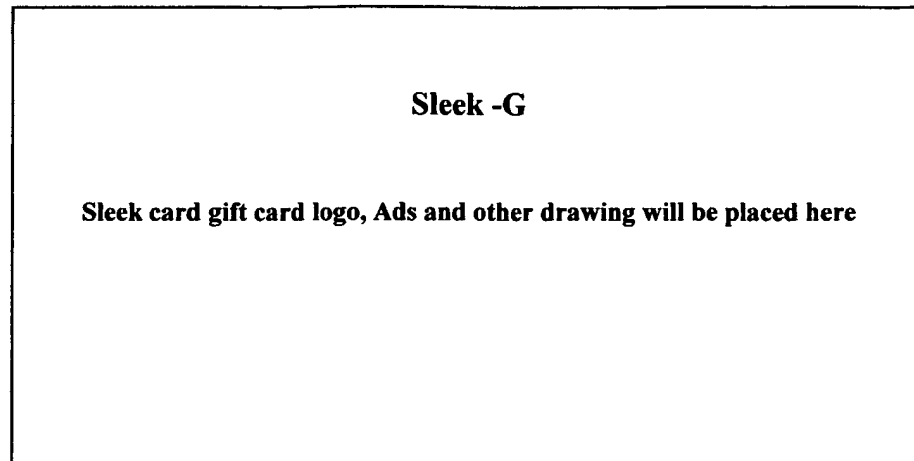 Sleek -G
Sleek card gift card logo, Ads and other drawing will be placed here